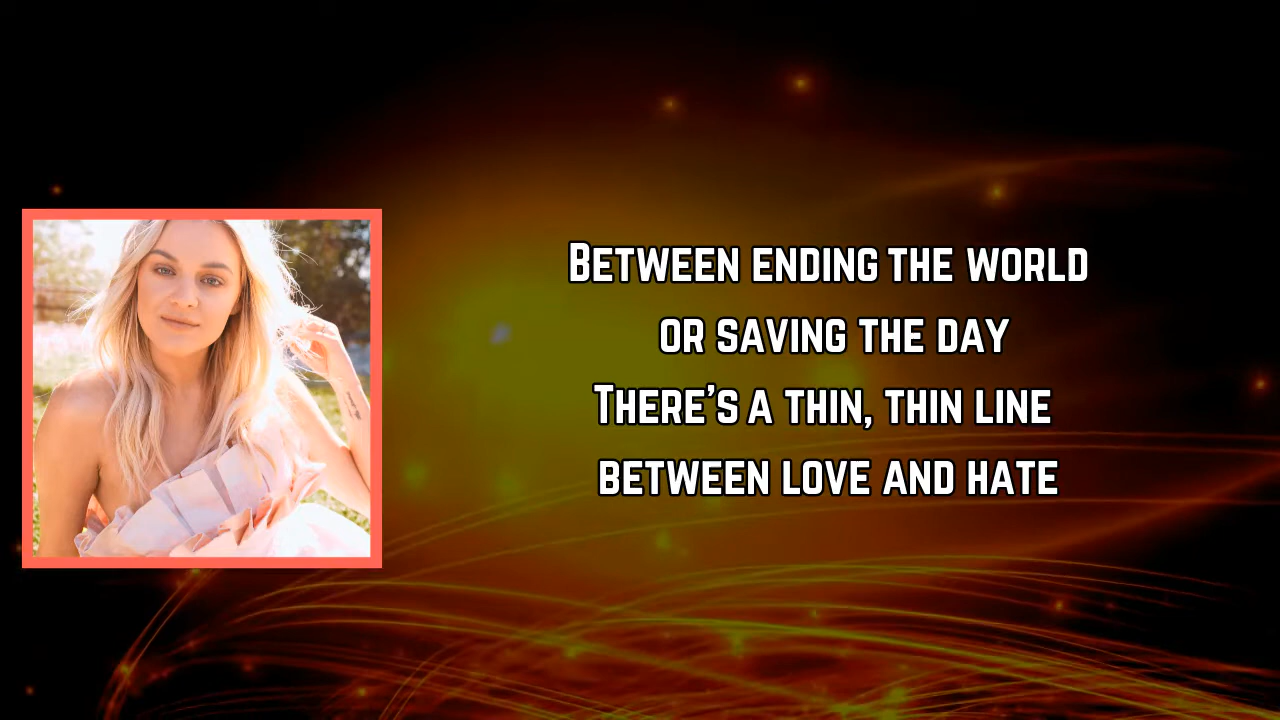 Between ending the world
or saving the day
There's a thin, thin line
between love and hate